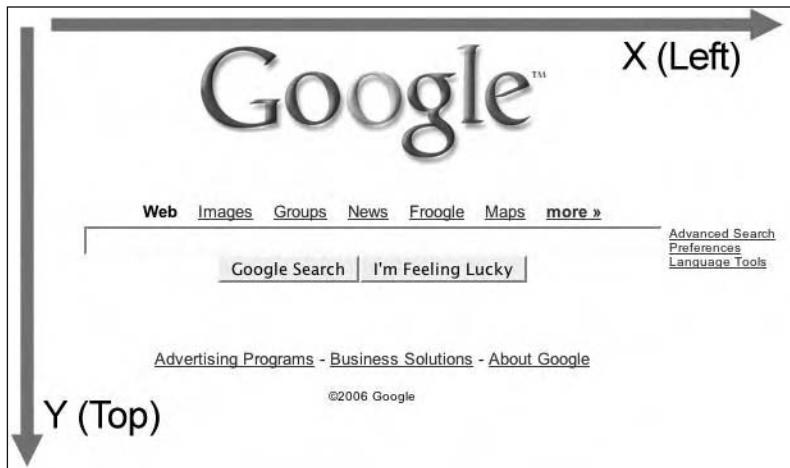 X (Left)
Google™
Web Images Groups News Froogle Maps more »
Advanced Search
Preferences
Language Tools
Google Search I'm Feeling Lucky
Advertising Programs - Business Solutions - About Google
©2006 Google
Y (Top)